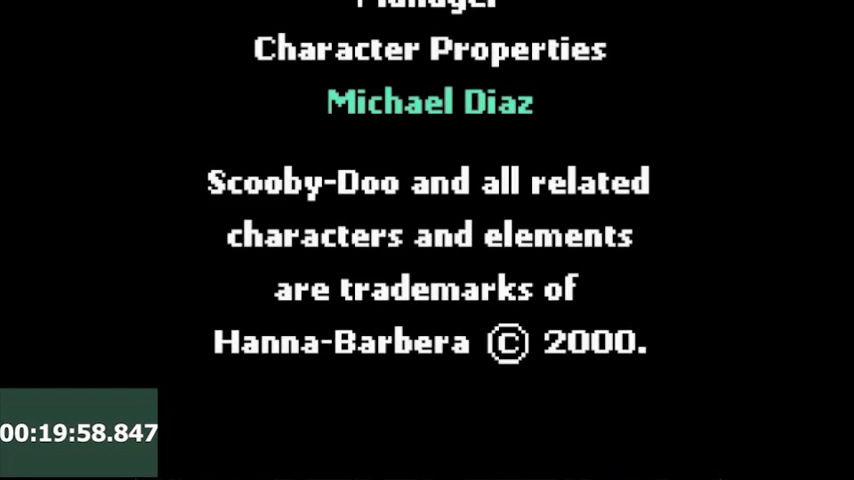 Manager
Character Properties
Michael Diaz
Scooby-Doo and all related
characters and elements
are trademarks of
Hanna-Barbera © 2000.
00:19:58.847